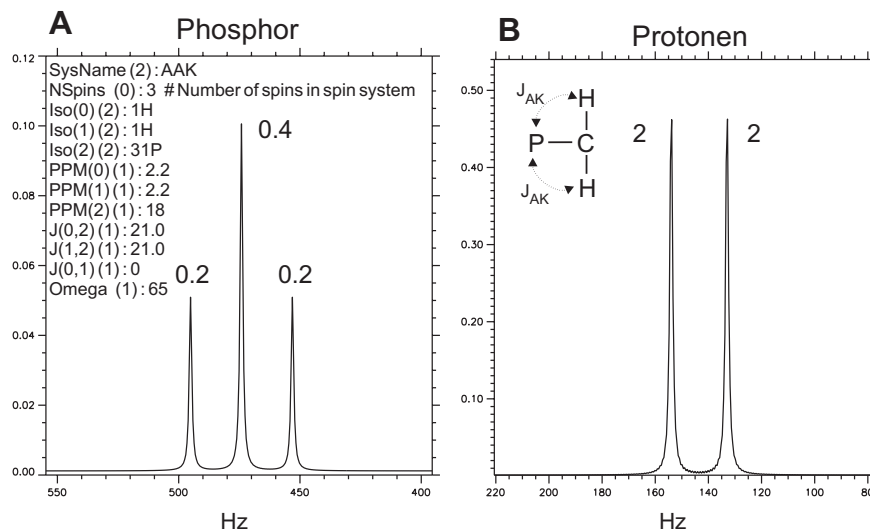 A
Phosphor
SysName (2) : AAK
NSpins (0) : 3 # Number of spins in spin system
Iso(0) (2) : 1H
Iso(1) (2) : 1H
Iso(2) (2) : 31P
PPM(0) (1) : 2.2
PPM(1) (1) : 2.2
PPM(2) (1) : 18
J(0,2) (1) : 21.0
J(1,2) (1) : 21.0
J(0,1) (1) : 0
Omega (1) : 65
0.4
0.2
0.2
0.12
0.10
0.08
0.06
0.04
0.02
0.00
550
500
450
400
Hz
B
Protonen
J_AK
H
P
C
J_AK
H
2
2
0.50
0.40
0.30
0.20
0.10
220
200
180
160
140
120
100
80
Hz